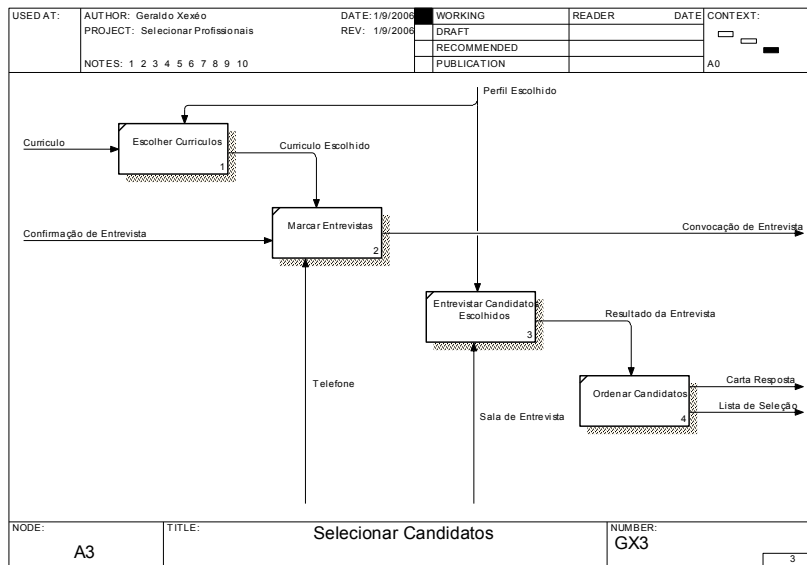 USED AT:
AUTHOR: Geraldo Xexéo
DATE: 1/9/2006
WORKING
READER
DATE
CONTEXT:
PROJECT: Selecionar Profissionais
REV: 1/9/2006
DRAFT
RECOMMENDED
NOTES: 1 2 3 4 5 6 7 8 9 10
PUBLICATION
A0
Perfil Escolhido
Curriculo
Escolher Curriculos
1
Curriculo Escolhido
Confirmação de Entrevista
Marcar Entrevistas
2
Convocação de Entrevista
Entrevistar Candidatos
Escolhidos
3
Resultado da Entrevista
Telefone
Sala de Entrevista
Ordenar Candidatos
4
Carta Resposta
Lista de Seleção
NODE:
A3
TITLE:
Selecionar Candidatos
NUMBER:
GX3
3